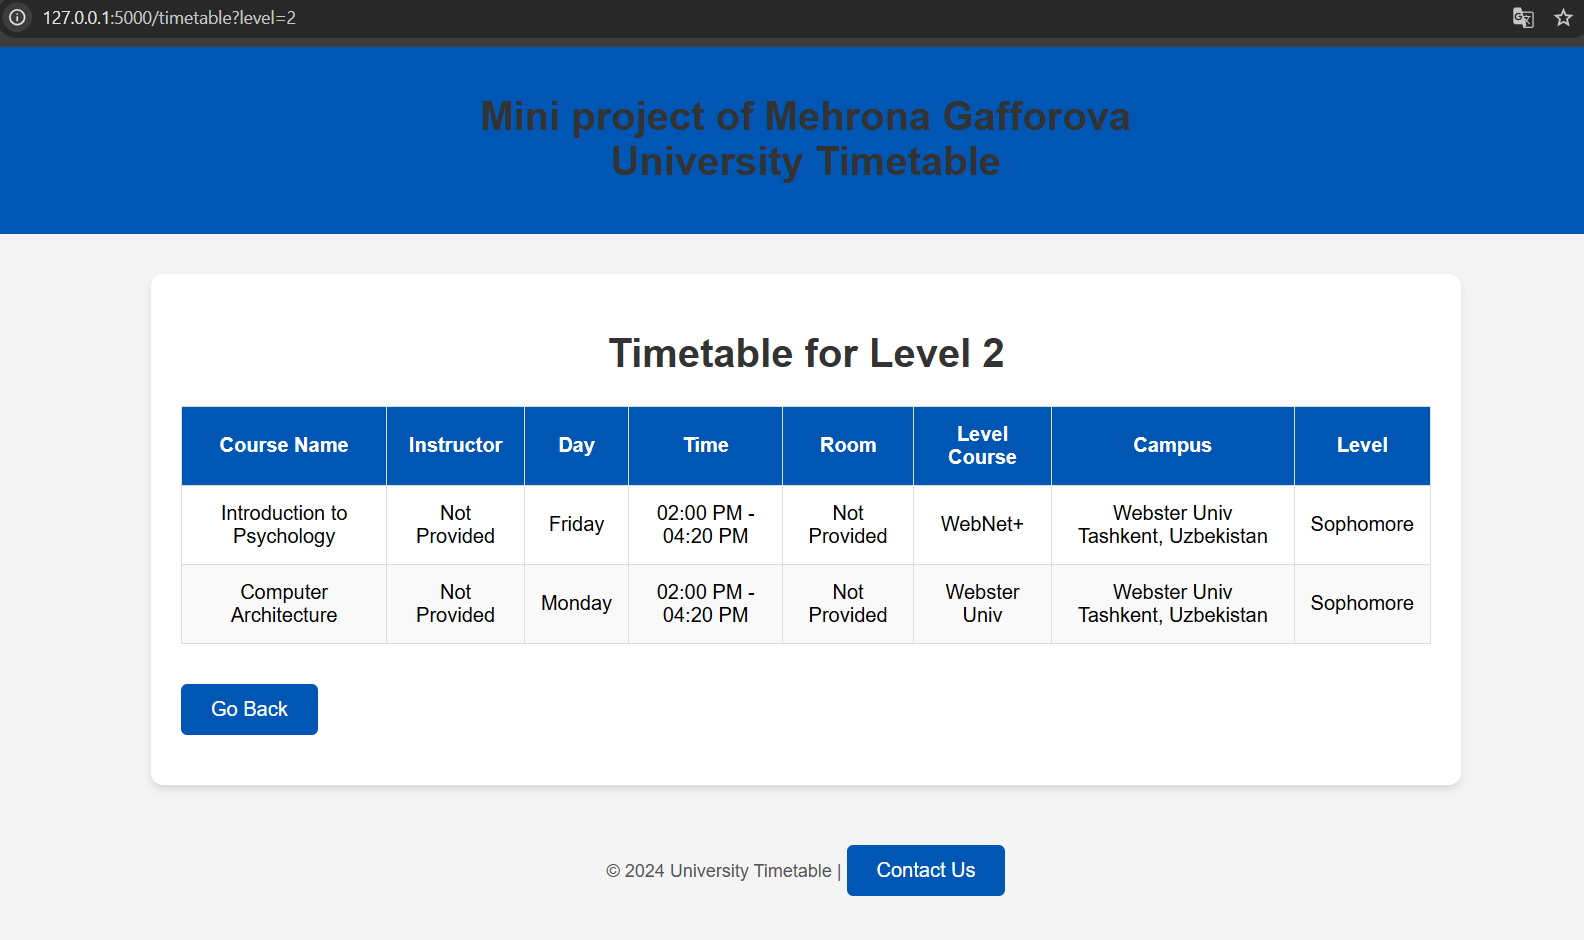 127.0.0.1:5000/timetable?level=2
Mini project of Mehrona Gafforova
University Timetable
Timetable for Level 2
Course Name Instructor Day Time Room Level Course Campus Level
Introduction to Psychology Not Provided Friday 02:00 PM - 04:20 PM Not Provided WebNet+ Webster Univ Tashkent, Uzbekistan Sophomore
Computer Architecture Not Provided Monday 02:00 PM - 04:20 PM Not Provided Webster Univ Webster Univ Tashkent, Uzbekistan Sophomore
Go Back
© 2024 University Timetable | Contact Us